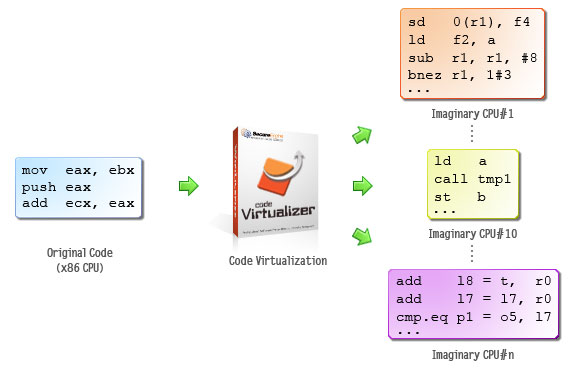 mov eax, ebx
push eax
add ecx, eax
Original Code
(x86 CPU)
code
Virtualizer
Code Virtualization
sd 0(r1), f4
ld f2, a
sub r1, r1, #8
bnez r1, 1#3
...
Imaginary CPU#1
ld a
call tmp1
st b
...
Imaginary CPU#10
add l8 = t, r0
add l7 = l7, r0
cmp.eq p1 = o5, l7
...
Imaginary CPU#n